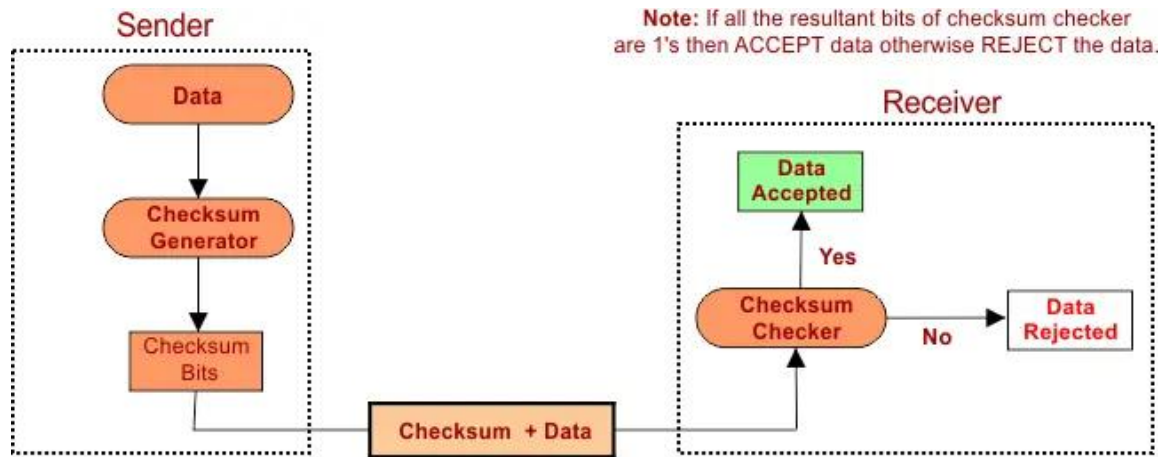 Sender
Note: If all the resultant bits of checksum checker
are 1's then ACCEPT data otherwise REJECT the data.
Data
Checksum
Generator
Checksum
Bits
Checksum + Data
Receiver
Data
Accepted
Yes
Checksum
Checker
No
Data
Rejected